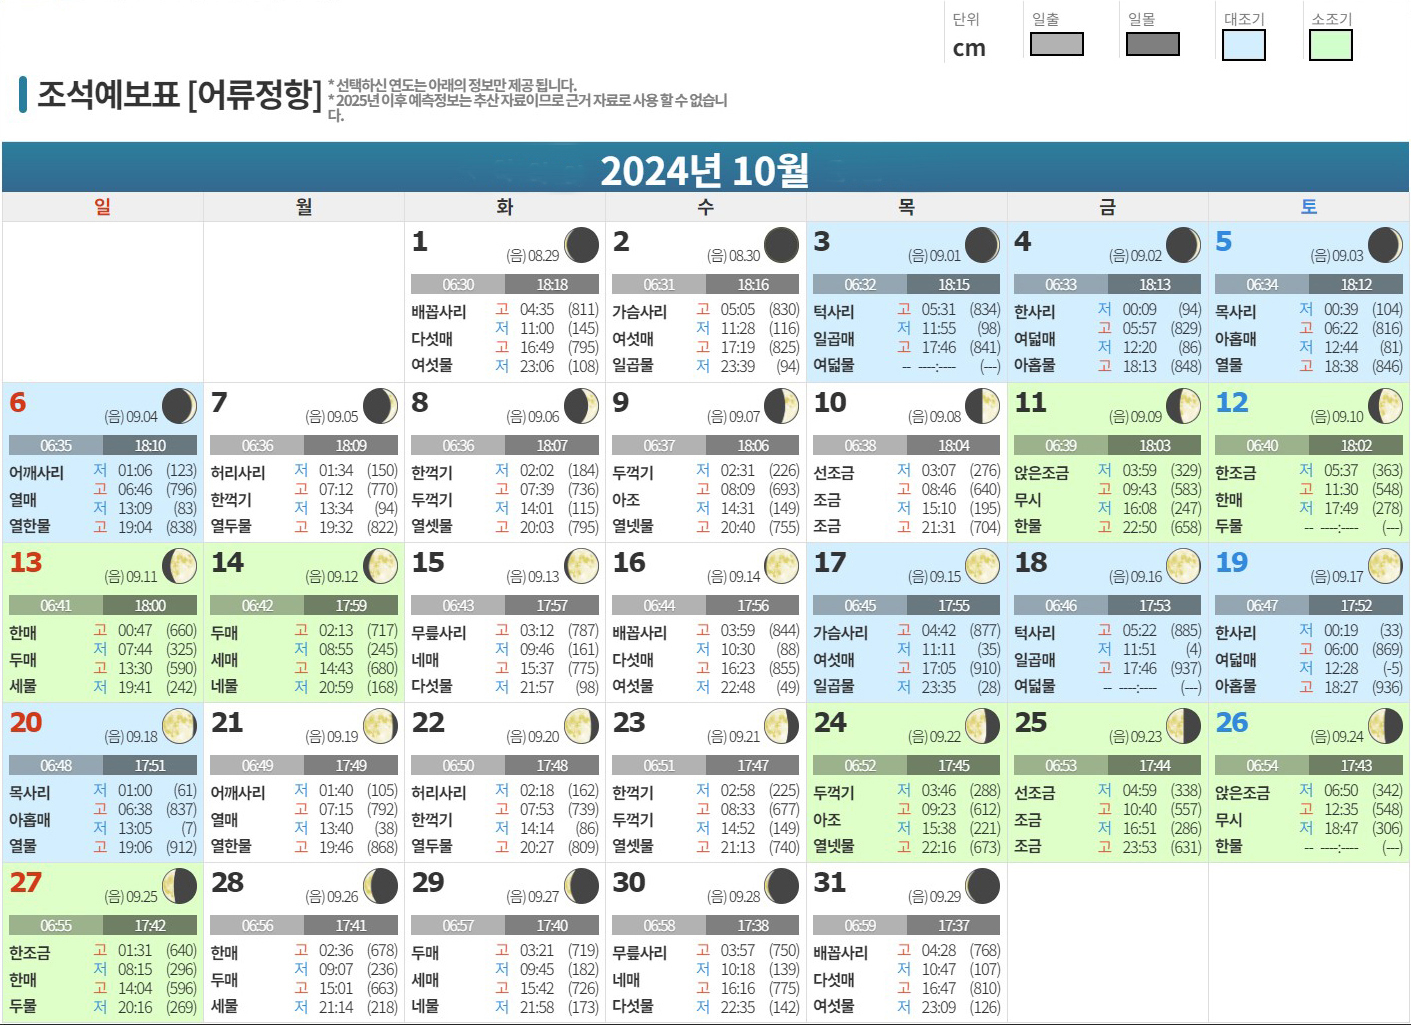 단위 일출 일몰 대조기 소조기
cm
조석예보표 [어류정항]
* 선택하신 연도는 아래의 정보만 제공 됩니다.
* 2025년 이후 예측정보는 추산 자료이므로 근거 자료로 사용 할 수 없습니
다.
2024년 10월
일 월 화 수 목 금 토
1 (음) 08.29
06:30 18:18
배꼽사리 다섯매 여섯물
고 04:35 (811)
저 11:00 (145)
고 16:49 (795)
저 23:06 (108)
2 (음) 08.30
06:31 18:16
가슴사리 여섯매 일곱물
고 05:05 (830)
저 11:28 (116)
고 17:19 (825)
저 23:39 (94)
3 (음) 09.01
06:32 18:15
턱사리 일곱매 여덟물
고 05:31 (834)
저 11:55 (98)
고 17:46 (841)
-- ----:---- (---)
4 (음) 09.02
06:33 18:13
한사리 여덟매 아홉물
저 00:09 (94)
고 05:57 (829)
저 12:20 (86)
고 18:13 (848)
5 (음) 09.03
06:34 18:12
목사리 아홉매 열물
저 00:39 (104)
고 06:22 (816)
저 12:44 (81)
고 18:38 (846)
6 (음) 09.04
06:35 18:10
어깨사리 열매 열한물
저 01:06 (123)
고 06:46 (796)
저 13:09 (83)
고 19:04 (838)
7 (음) 09.05
06:36 18:09
허리사리 한꺽기 열두물
저 01:34 (150)
고 07:12 (770)
저 13:34 (94)
고 19:32 (822)
8 (음) 09.06
06:36 18:07
한꺽기 두꺽기 열셋물
저 02:02 (184)
고 07:39 (736)
저 14:01 (115)
고 20:03 (795)
9 (음) 09.07
06:37 18:06
두꺽기 아조 열넷물
저 02:31 (226)
고 08:09 (693)
저 14:31 (149)
고 20:40 (755)
10 (음) 09.08
06:38 18:04
선조금 조금 조금
저 03:07 (276)
고 08:46 (640)
저 15:10 (195)
고 21:31 (704)
11 (음) 09.09
06:39 18:03
앉은조금 무시 한물
저 03:59 (329)
고 09:43 (583)
저 16:08 (247)
고 22:50 (658)
12 (음) 09.10
06:40 18:02
한조금 한매 두물
저 05:37 (363)
고 11:30 (548)
저 17:49 (278)
-- ----:---- (---)
13 (음) 09.11
06:41 18:00
한매 두매 세물
고 00:47 (660)
저 07:44 (325)
고 13:30 (590)
저 19:41 (242)
14 (음) 09.12
06:42 17:59
두매 세매 네물
고 02:13 (717)
저 08:55 (245)
고 14:43 (680)
저 20:59 (168)
15 (음) 09.13
06:43 17:57
무릎사리 네매 다섯물
고 03:12 (787)
저 09:46 (161)
고 15:37 (775)
저 21:57 (98)
16 (음) 09.14
06:44 17:56
배꼽사리 다섯매 여섯물
고 03:59 (844)
저 10:30 (88)
고 16:23 (855)
저 22:48 (49)
17 (음) 09.15
06:45 17:55
가슴사리 여섯매 일곱물
고 04:42 (877)
저 11:11 (35)
고 17:05 (910)
저 23:35 (28)
18 (음) 09.16
06:46 17:53
턱사리 일곱매 여덟물
고 05:22 (885)
저 11:51 (4)
고 17:46 (937)
-- ----:---- (---)
19 (음) 09.17
06:47 17:52
한사리 여덟매 아홉물
저 00:19 (33)
고 06:00 (869)
저 12:28 (-5)
고 18:27 (936)
20 (음) 09.18
06:48 17:51
목사리 아홉매 열물
저 01:00 (61)
고 06:38 (837)
저 13:05 (7)
고 19:06 (912)
21 (음) 09.19
06:49 17:49
어깨사리 열매 열한물
저 01:40 (105)
고 07:15 (792)
저 13:40 (38)
고 19:46 (868)
22 (음) 09.20
06:50 17:48
허리사리 한꺽기 열두물
저 02:18 (162)
고 07:53 (739)
저 14:14 (86)
고 20:27 (809)
23 (음) 09.21
06:51 17:47
한꺽기 두꺽기 열셋물
저 02:58 (225)
고 08:33 (677)
저 14:52 (149)
고 21:13 (740)
24 (음) 09.22
06:52 17:45
두꺽기 아조 열넷물
저 03:46 (288)
고 09:23 (612)
저 15:38 (221)
고 22:16 (673)
25 (음) 09.23
06:53 17:44
선조금 조금 조금
저 04:59 (338)
고 10:40 (557)
저 16:51 (286)
고 23:53 (631)
26 (음) 09.24
06:54 17:43
앉은조금 무시 한물
저 06:50 (342)
고 12:35 (548)
저 18:47 (306)
-- ----:---- (---)
27 (음) 09.25
06:55 17:42
한조금 한매 두물
고 01:31 (640)
저 08:15 (296)
고 14:04 (596)
저 20:16 (269)
28 (음) 09.26
06:56 17:41
한매 두매 세물
고 02:36 (678)
저 09:07 (236)
고 15:01 (663)
저 21:14 (218)
29 (음) 09.27
06:57 17:40
두매 세매 네물
고 03:21 (719)
저 09:45 (182)
고 15:42 (726)
저 21:58 (173)
30 (음) 09.28
06:58 17:38
무릎사리 네매 다섯물
고 03:57 (750)
저 10:18 (139)
고 16:16 (775)
저 22:35 (142)
31 (음) 09.29
06:59 17:37
배꼽사리 다섯매 여섯물
고 04:28 (768)
저 10:47 (107)
고 16:47 (810)
저 23:09 (126)